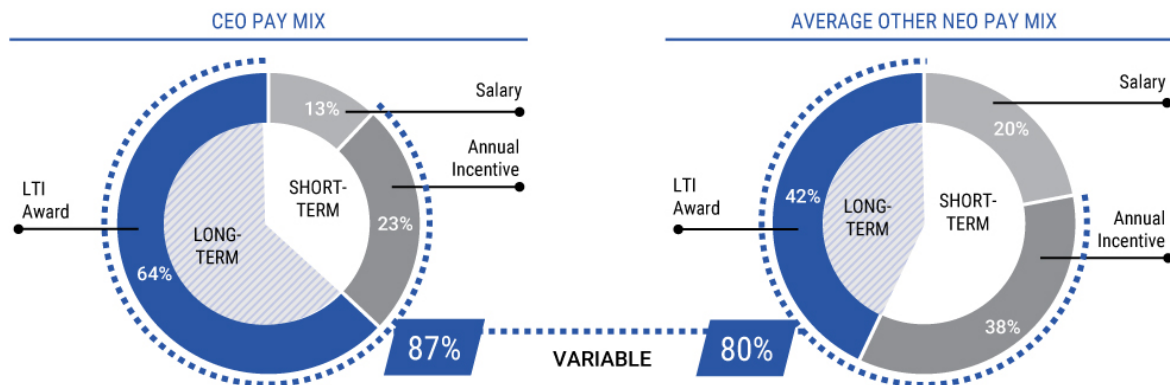 CEO PAY MIX
13%
Salary
Annual
Incentive
LTI
Award
SHORT-
TERM
23%
LONG-
TERM
64%
87%
VARIABLE
AVERAGE OTHER NEO PAY MIX
Salary
20%
LTI
Award
42%
LONG-
TERM
SHORT-
TERM
Annual
Incentive
38%
80%